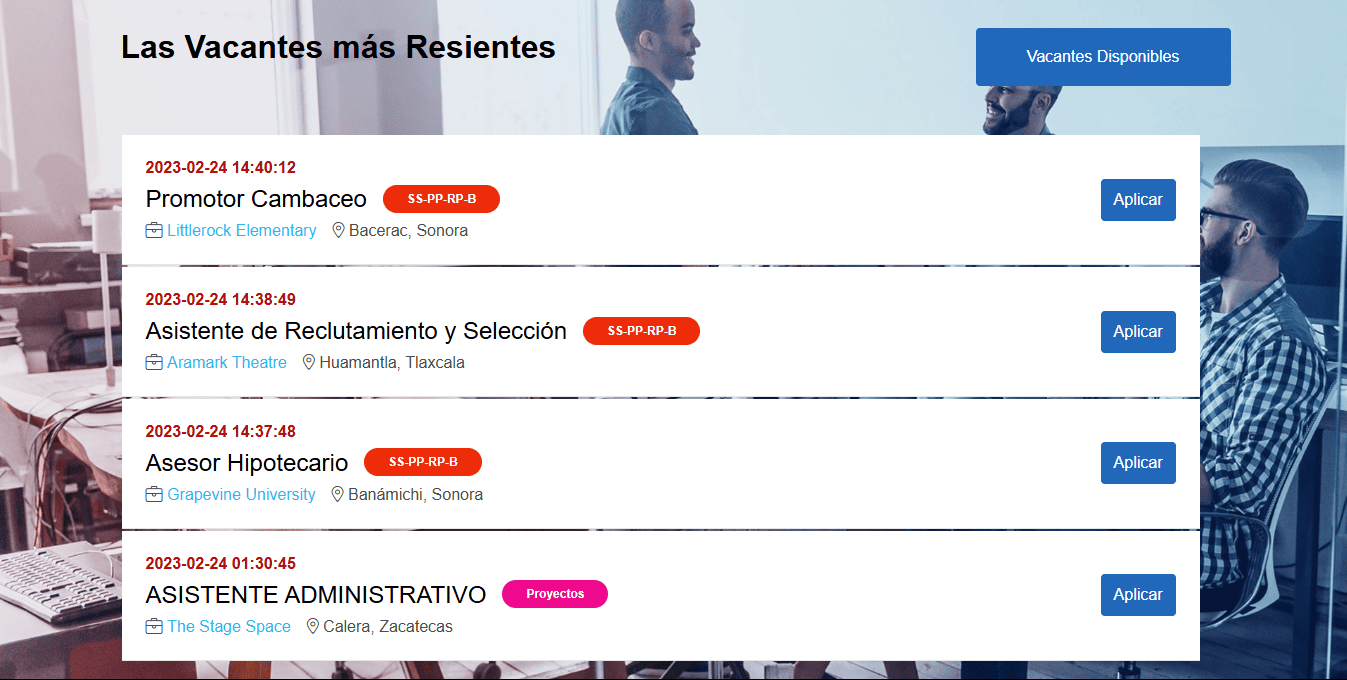 Las Vacantes más Resientes
Vacantes Disponibles
2023-02-24 14:40:12
Promotor Cambaceo SS-PP-RP-B
Littlerock Elementary Bacerac, Sonora
Aplicar
2023-02-24 14:38:49
Asistente de Reclutamiento y Selección SS-PP-RP-B
Aramark Theatre Huamantla, Tlaxcala
Aplicar
2023-02-24 14:37:48
Asesor Hipotecario SS-PP-RP-B
Grapevine University Banámichi, Sonora
Aplicar
2023-02-24 01:30:45
ASISTENTE ADMINISTRATIVO Proyectos
The Stage Space Calera, Zacatecas
Aplicar